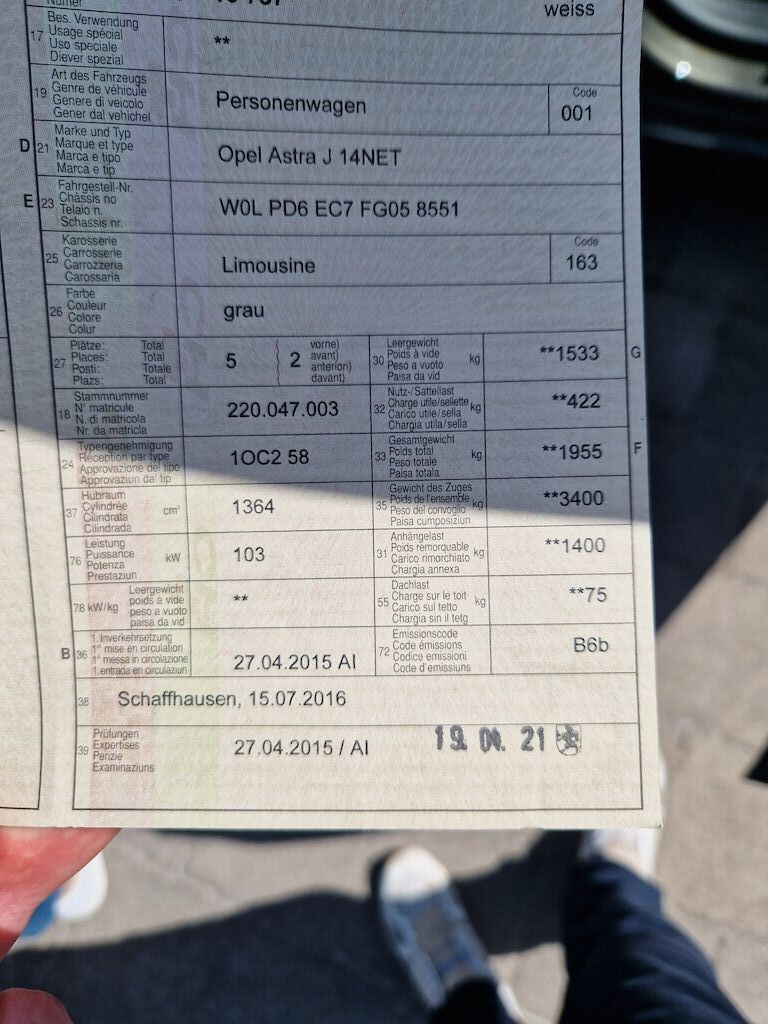 weiss
17
Bes. Verwendung
Usage spécial
Uso speciale
Diever spezial
**
19
Art des Fahrzeugs
Genre de véhicule
Genere di veicolo
Gener dal vehichel
Personenwagen
Code
001
D 21
Marke und Typ
Marque et type
Marca e tipo
Marca e tip
Opel Astra J 14NET
E 23
Fahrgestell-Nr.
Châssis no
Telaio n.
Schassis nr.
W0L PD6 EC7 FG05 8551
25
Karosserie
Carrosserie
Carrozzeria
Carossaria
Limousine
Code
163
26
Farbe
Couleur
Colore
Colur
grau
27
Plätze: Total
Places: Total
Posti: Totale
Plazs: Total
5
2
vorne)
avant)
anteriori)
davant)
30
Leergewicht
Poids à vide
Peso a vuoto
Paisa da vid
kg
**1533
G
18
Stammnummer
N° matricule
N. di matricola
Nr. da matricla
220.047.003
32
Nutz-/Sattellast
Charge utile/sellette
Carico utile/sella
Chargia utila/sella
kg
**422
24
Typengenehmigung
Réception par type
Approvazione del tipo
Approvaziun dal tip
1OC2 58
33
Gesamtgewicht
Poids total
Peso totale
Paisa totala
kg
**1955
F
37
Hubraum
Cylindrée
Cilindrata
Cilindrada
cm³
1364
35
Gewicht des Zuges
Poids de l'ensemble
Peso del convoglio
Paisa cumposiziun
kg
**3400
76
Leistung
Puissance
Potenza
Prestaziun
kW
103
31
Anhängelast
Poids remorquable
Carico rimorchiato
Chargia annexa
kg
**1400
78 kW/kg
Leergewicht
poids à vide
peso a vuoto
paisa da vid
**
55
Dachlast
Charge sur le toit
Carico sul tetto
Chargia sin il tetg
kg
**75
B 36
1. Inverkehrsetzung
1re mise en circulation
1a messa in circolazione
1. entrada en circulaziun
27.04.2015 AI
72
Emissionscode
Code émissions
Codice emissioni
Code d'emissiuns
B6b
38
Schaffhausen, 15.07.2016
39
Prüfungen
Expertises
Perizie
Examinaziuns
27.04.2015 / AI
19. 04. 21